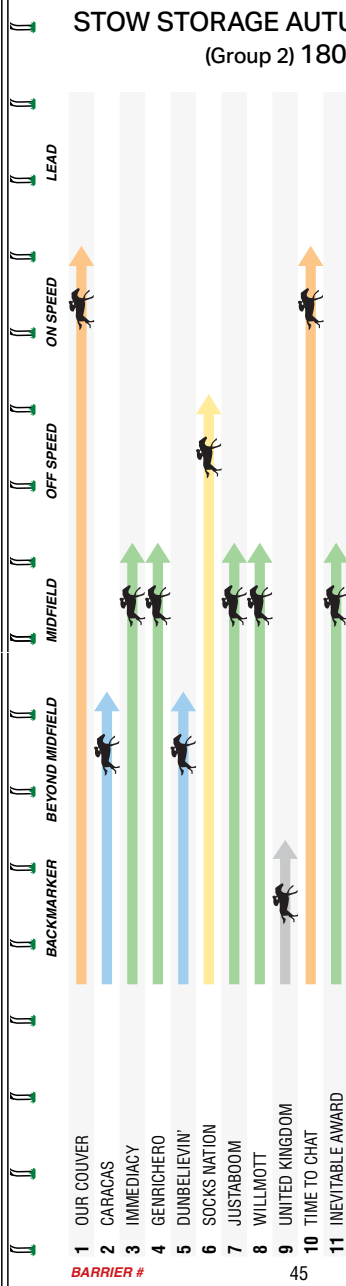 STOW STORAGE AUTU
(Group 2) 180
LEAD
ON SPEED
OFF SPEED
MIDFIELD
BEYOND MIDFIELD
BACKMARKER
1 OUR COUVER
2 CARACAS
3 IMMEDIACY
4 GENRICHERO
5 DUNBELIEVIN'
6 SOCKS NATION
7 JUSTABOOM
8 WILLMOTT
9 UNITED KINGDOM
10 TIME TO CHAT
11 INEVITABLE AWARD
BARRIER #
45